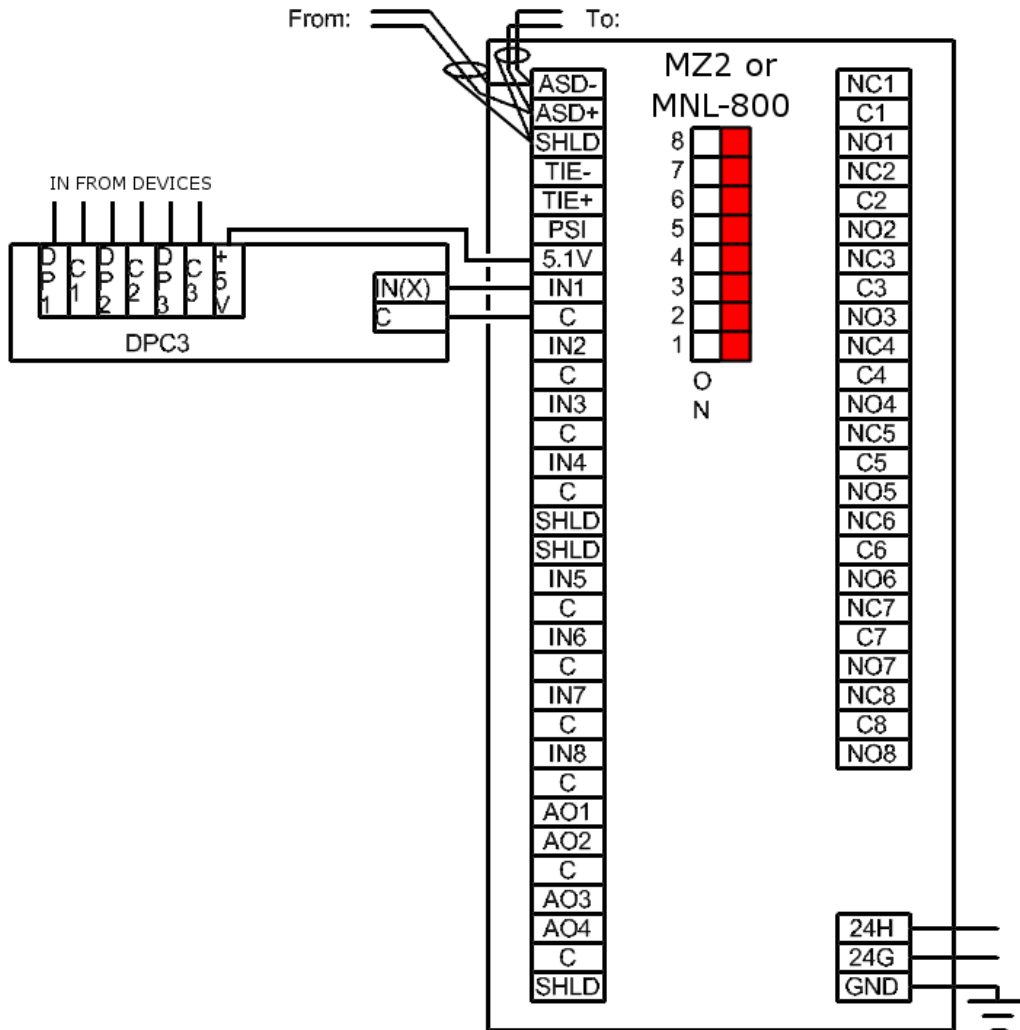 From:
To:
MZ2 or
MNL-800
8
7
6
5
4
3
2
1
O
N
IN FROM DEVICES
DP1
C1
DP2
C2
DP3
C3
+5V
IN(X)
C
DPC3
ASD-
ASD+
SHLD
TIE-
TIE+
PSI
5.1V
IN1
C
IN2
C
IN3
C
IN4
C
SHLD
SHLD
IN5
C
IN6
C
IN7
C
IN8
C
AO1
AO2
C
AO3
AO4
C
SHLD
NC1
C1
NO1
NC2
C2
NO2
NC3
C3
NO3
NC4
C4
NO4
NC5
C5
NO5
NC6
C6
NO6
NC7
C7
NO7
NC8
C8
NO8
24H
24G
GND